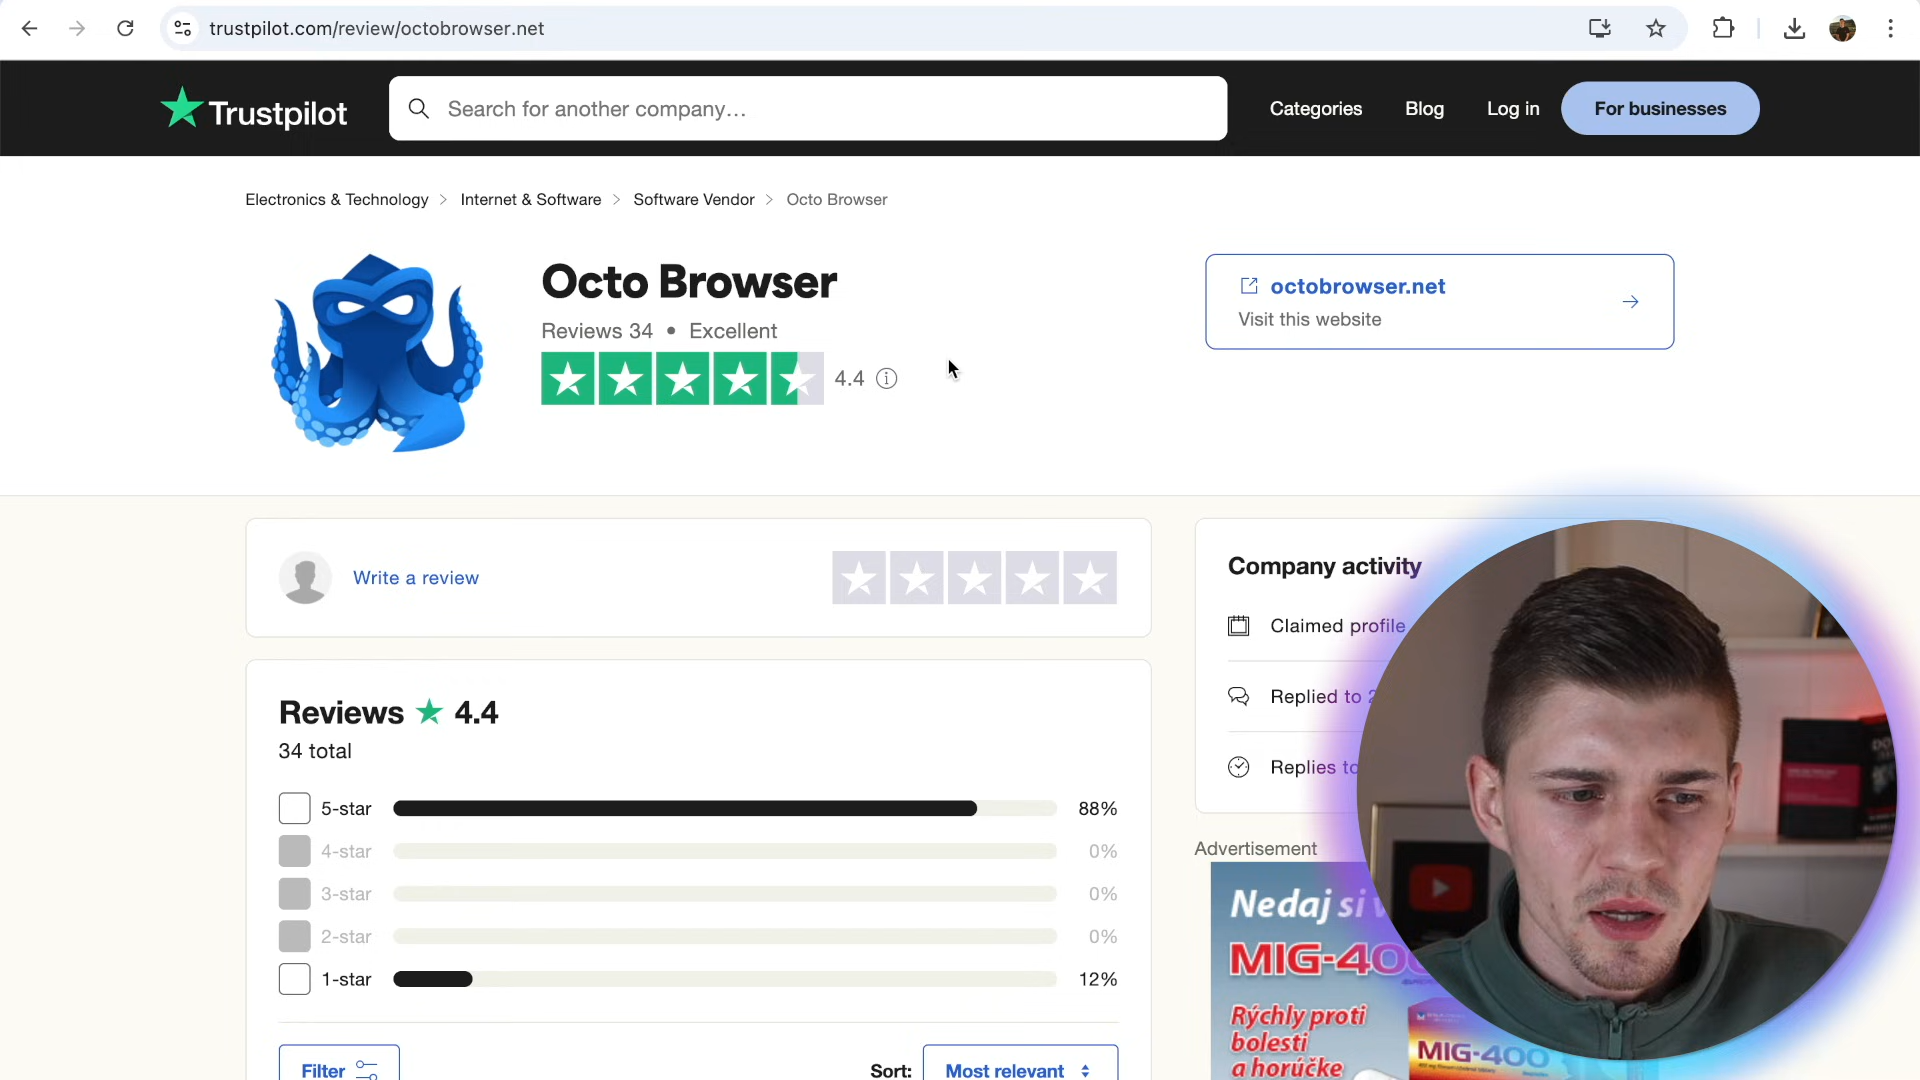 trustpilot.com/review/octobrowser.net
Trustpilot
Search for another company...
Categories
Blog
Log in
For businesses
Electronics & Technology > Internet & Software > Software Vendor > Octo Browser
Octo Browser
Reviews 34 • Excellent
4.4
octobrowser.net
Visit this website
Write a review
Company activity
Claimed profile
Replied to
Replies to
Reviews 4.4
34 total
5-star 88%
4-star 0%
3-star 0%
2-star 0%
1-star 12%
Filter
Sort: Most relevant
Advertisement
Nedaj si
MIG-400
Rýchly proti
bolesti
a horúčke
MIG-400